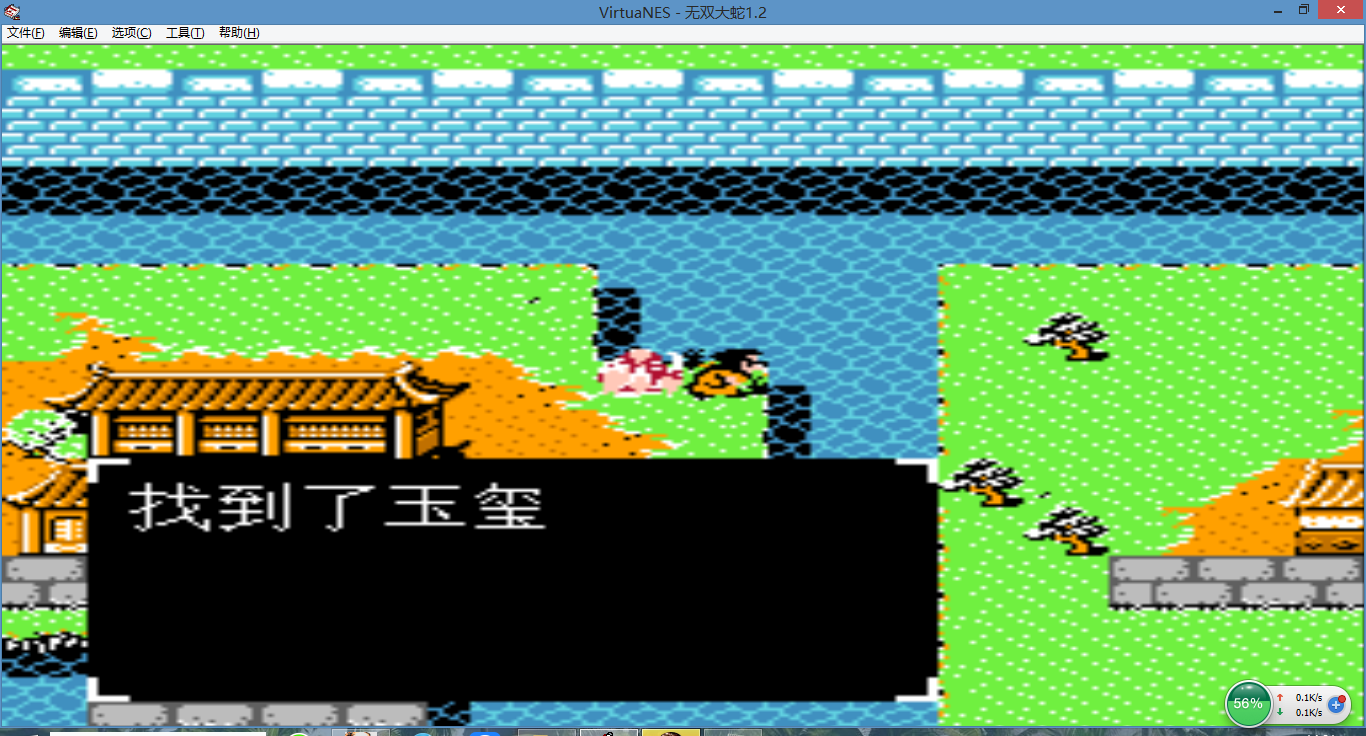 VirtuaNES - 无双大蛇1.2
文件(F) 编辑(E) 选项(C) 工具(T) 帮助(H)
找到了玉玺
56%
0.1K/s
0.1K/s